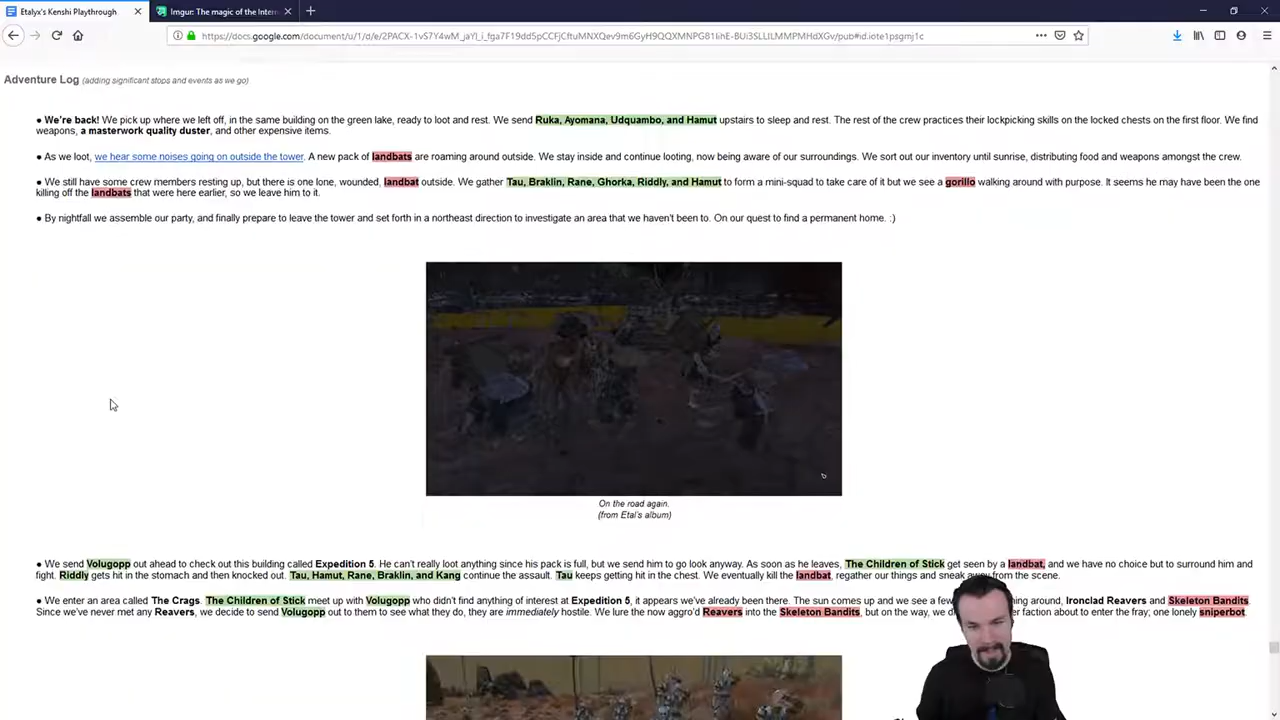 Etalyx's Kenshi Playthrough
Imgur: The magic of the Intern
https://docs.google.com/document/u/1/d/e/
Adventure Log (adding significant stops and events as we go)
● We're back! We pick up where we left off, in the same building on the green lake, ready to loot and rest. We send Ruka, Ayomana, Udquambo, and Hamut upstairs to sleep and rest. The rest of the crew practices their lockpicking skills on the locked chests on the first floor. We find
weapons, a masterwork quality duster, and other expensive items.
● As we loot, we hear some noises going on outside the tower. A new pack of landbats are roaming around outside. We stay inside and continue looting, now being aware of our surroundings. We sort out our inventory until sunrise, distributing food and weapons amongst the crew.
● We still have some crew members resting up, but there is one lone, wounded, landbat outside. We gather Tau, Braklin, Rane, Ghorka, Riddly, and Hamut to form a mini-squad to take care of it but we see a gorillo walking around with purpose. It seems he may have been the one
killing off the landbats that were here earlier, so we leave him to it.
● By nightfall we assemble our party, and finally prepare to leave the tower and set forth in a northeast direction to investigate an area that we haven't been to. On our quest to find a permanent home. :)
On the road again.
(from Etal's album)
● We send Volugopp out ahead to check out this building called Expedition 5. He can't really loot anything since his pack is full, but we send him to go look anyway. As soon as he leaves, The Children of Stick get seen by a landbat, and we have no choice but to surround him and
fight. Riddly gets hit in the stomach and then knocked out. Tau, Hamut, Rane, Braklin, and Kang continue the assault. Tau keeps getting hit in the chest. We eventually kill the landbat, regather our things and sneak away from the scene.
● We enter an area called The Crags. The Children of Stick meet up with Volugopp who didn't find anything of interest at Expedition 5, it appears we've already been there. The sun comes up and we see a few around, Ironclad Reavers and Skeleton Bandits.
Since we've never met any Reavers, we decide to send Volugopp out to them to see what they do, they are immediately hostile. We lure the now aggro'd Reavers into the Skeleton Bandits, but on the way, we faction about to enter the fray; one lonely sniperbot.